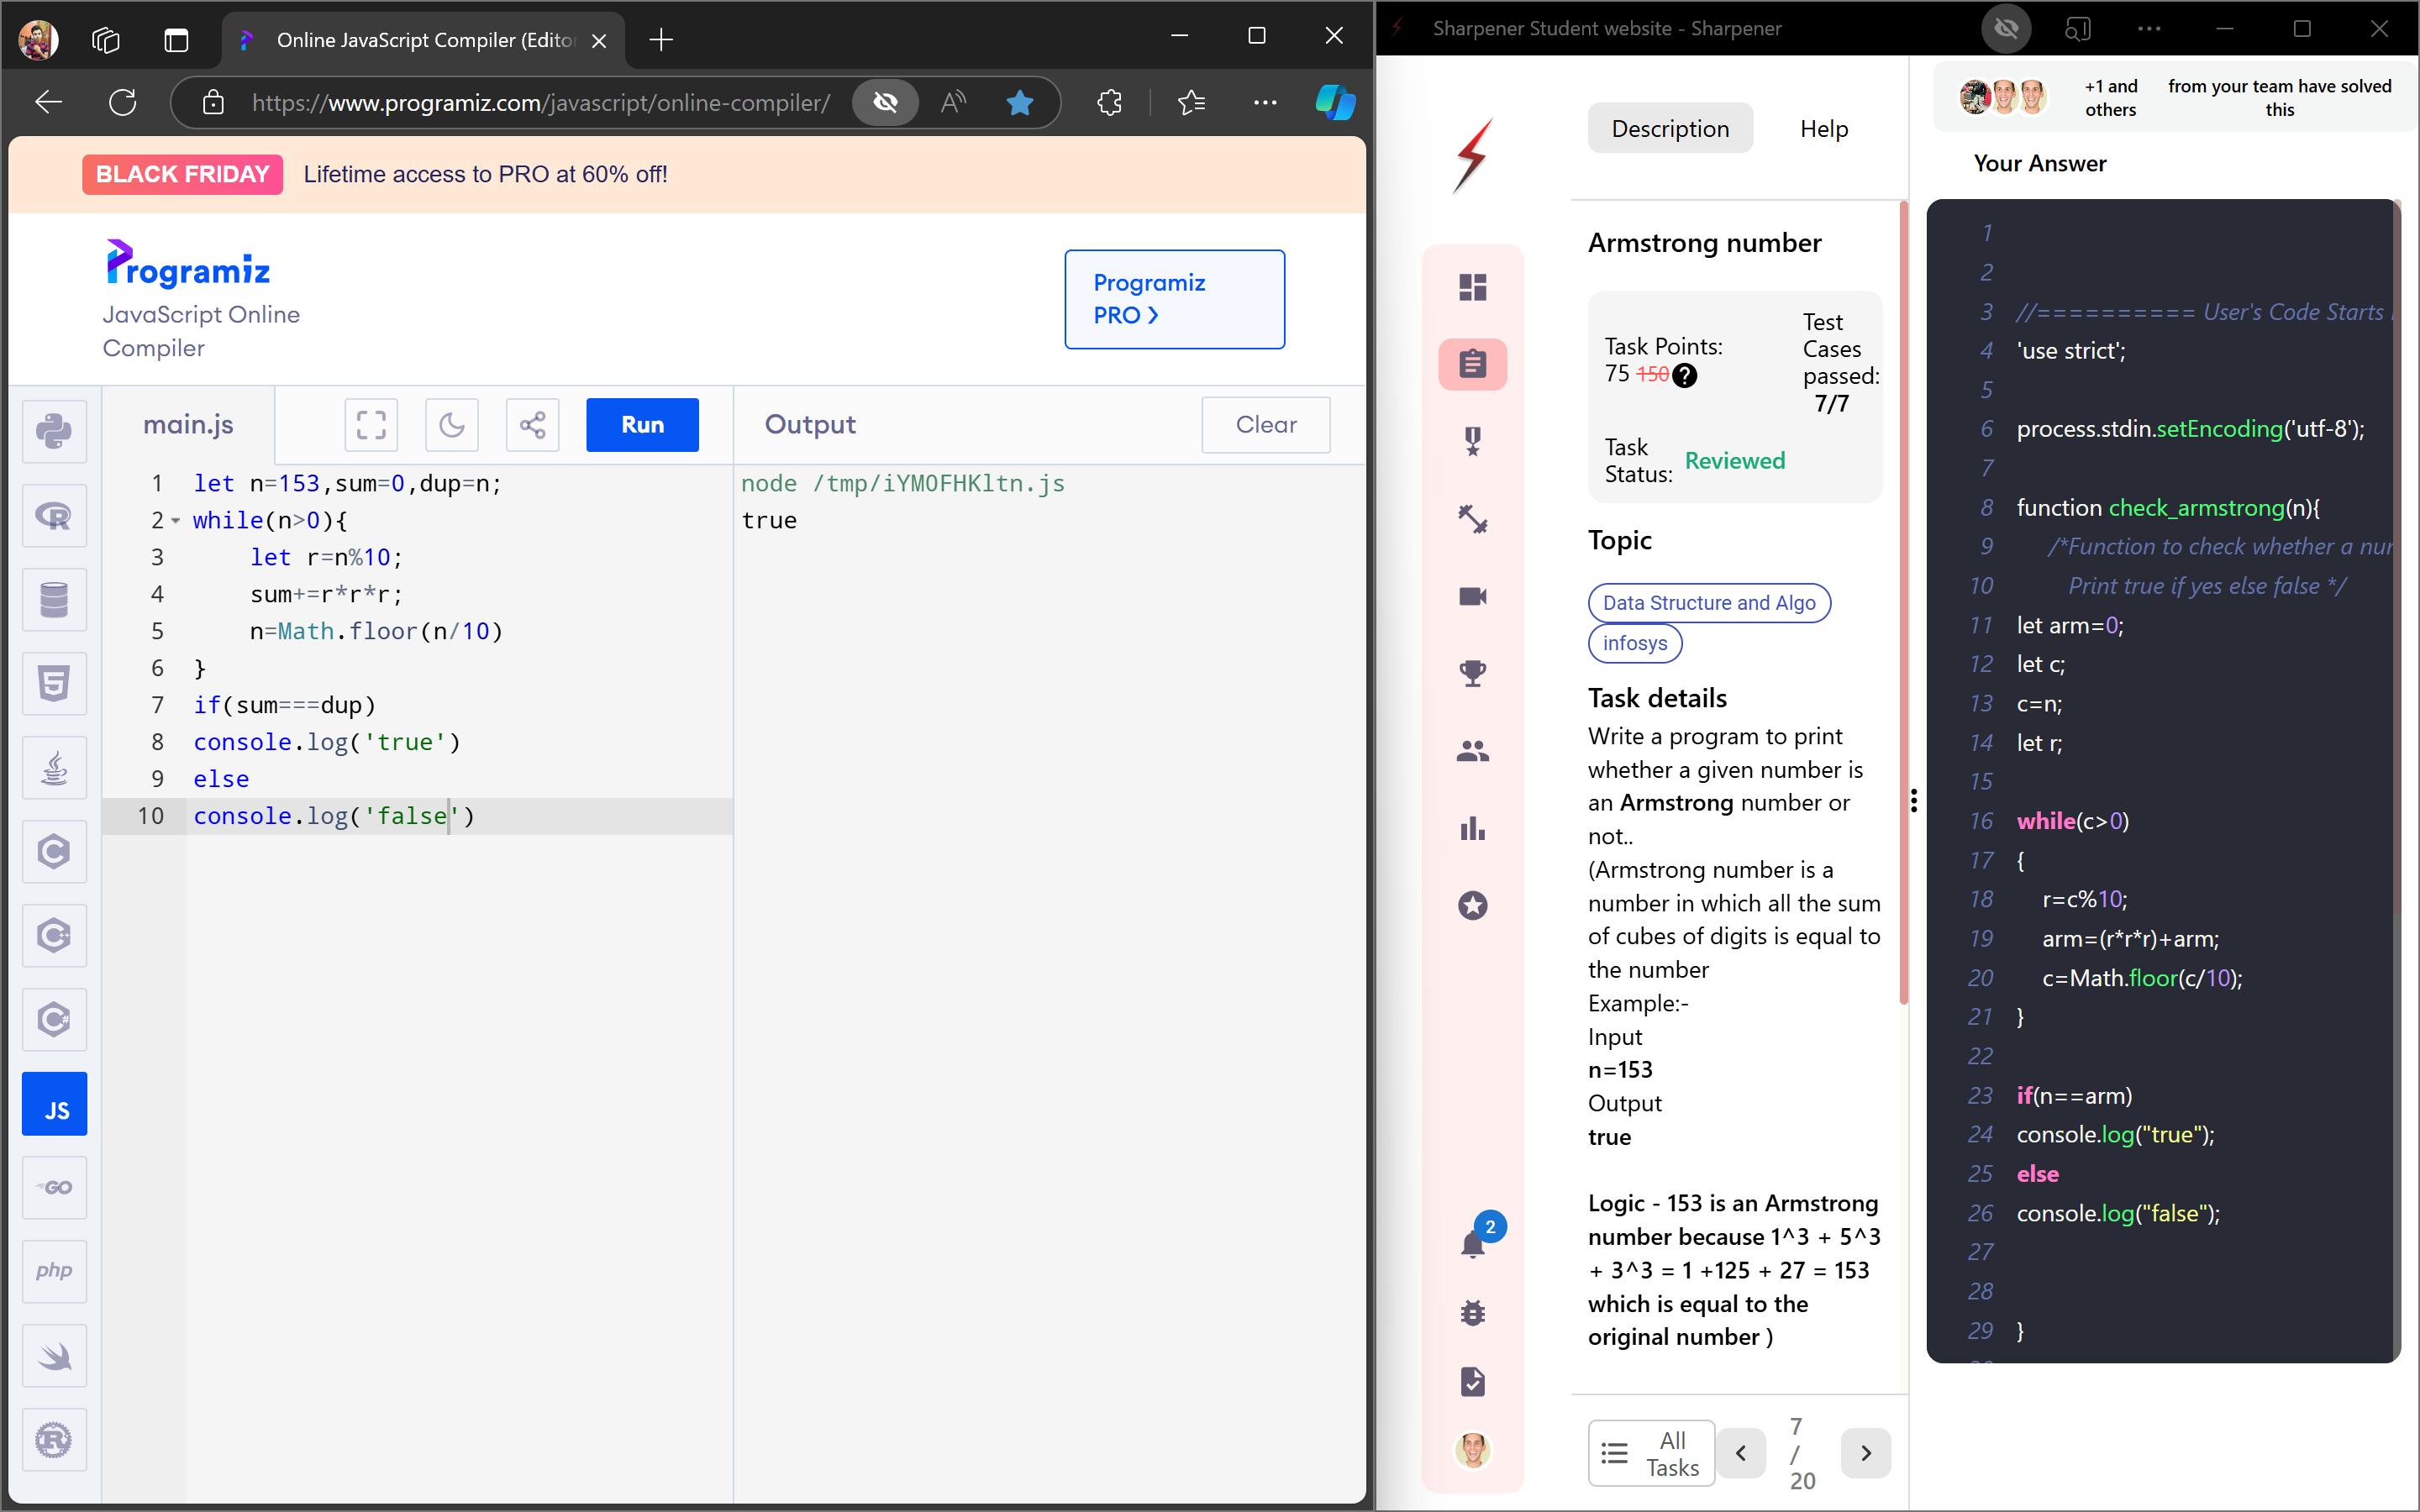 Online JavaScript Compiler (Editor
https://www.programiz.com/javascript/online-compiler/
BLACK FRIDAY Lifetime access to PRO at 60% off!
Programiz
JavaScript Online
Compiler
Programiz
PRO ❯
main.js
Run
Output
Clear
1 let n=153,sum=0,dup=n;
2 while(n>0){
3 let r=n%10;
4 sum+=r*r*r;
5 n=Math.floor(n/10)
6 }
7 if(sum===dup)
8 console.log('true')
9 else
10 console.log('false')
node /tmp/iYMOFHKltn.js
true
JS
GO
php
Sharpener Student website - Sharpener
Description
Help
Armstrong number
Task Points:
75 150
Test
Cases
passed:
7/7
Task
Status: Reviewed
Topic
Data Structure and Algo
infosys
Task details
Write a program to print
whether a given number is
an Armstrong number or
not..
(Armstrong number is a
number in which all the sum
of cubes of digits is equal to
the number
Example:-
Input
n=153
Output
true
Logic - 153 is an Armstrong
number because 1^3 + 5^3
+ 3^3 = 1 +125 + 27 = 153
which is equal to the
original number )
2
All
Tasks
7
/
20
+1 and
others
from your team have solved
this
Your Answer
1
2
3 //========== User's Code Starts
4 'use strict';
5
6 process.stdin.setEncoding('utf-8');
7
8 function check_armstrong(n){
9 /*Function to check whether a nur
10 Print true if yes else false */
11 let arm=0;
12 let c;
13 c=n;
14 let r;
15
16 while(c>0)
17 {
18 r=c%10;
19 arm=(r*r*r)+arm;
20 c=Math.floor(c/10);
21 }
22
23 if(n==arm)
24 console.log("true");
25 else
26 console.log("false");
27
28
29 }